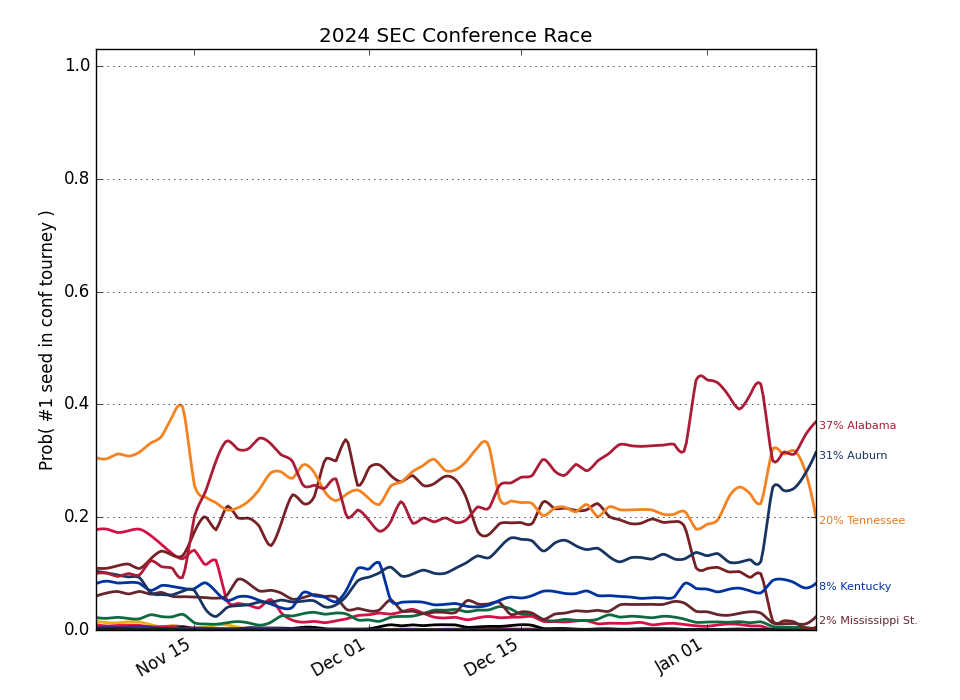 2024 SEC Conference Race
Prob( #1 seed in conf tourney )
1.0
0.8
0.6
0.4
0.2
0.0
37% Alabama
31% Auburn
20% Tennessee
8% Kentucky
2% Mississippi St.
Nov 15
Dec 01
Dec 15
Jan 01